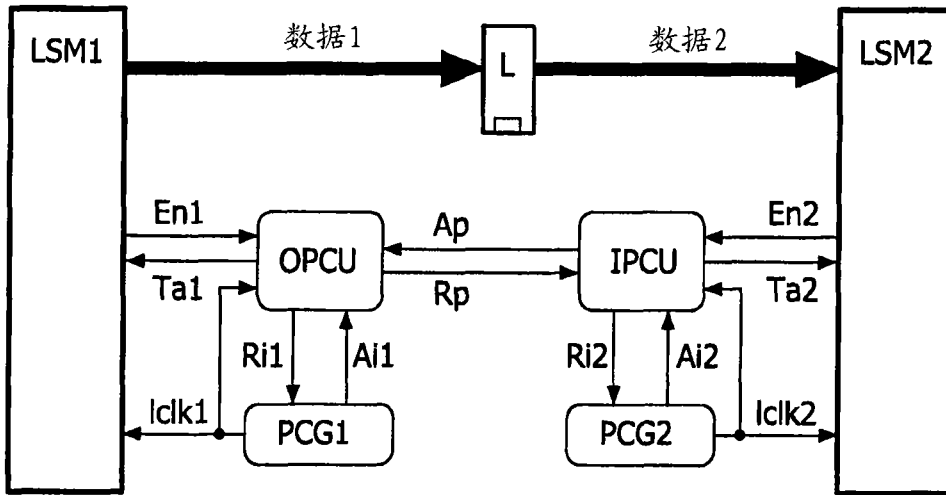 数据1
数据2
LSM1
L
LSM2
En1
Ap
En2
OPCU
IPCU
Ta1
Rp
Ta2
Ri1
Ai1
Ri2
Ai2
lclk1
PCG1
PCG2
lclk2